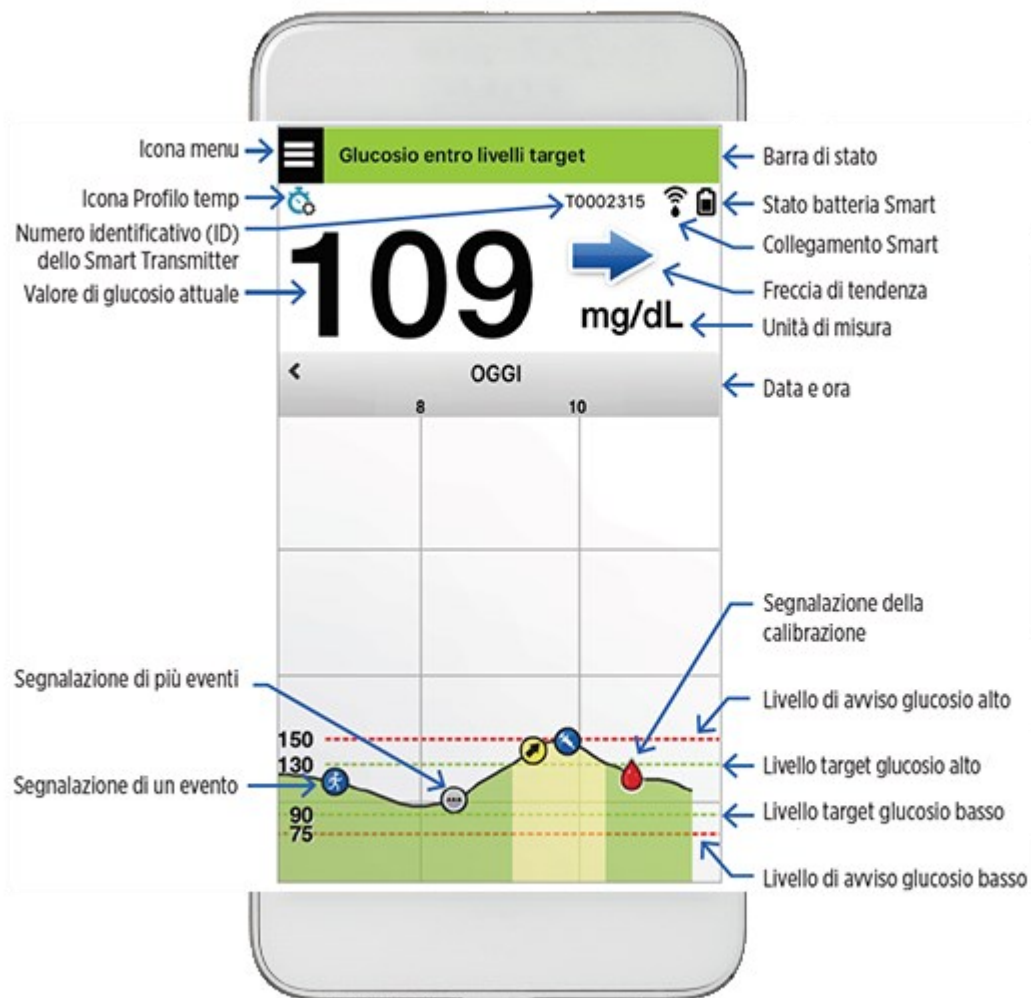 Icona menu
Glucosio entro livelli target
Barra di stato
Icona Profilo temp
T0002315
Stato batteria Smart
Numero identificativo (ID)
dello Smart Transmitter
Collegamento Smart
Valore di glucosio attuale
109
Freccia di tendenza
mg/dL
Unità di misura
OGGI
Data e ora
8
10
Segnalazione della
calibrazione
Segnalazione di più eventi
Livello di avviso glucosio alto
150
130
Livello target glucosio alto
Segnalazione di un evento
90
Livello target glucosio basso
75
Livello di avviso glucosio basso